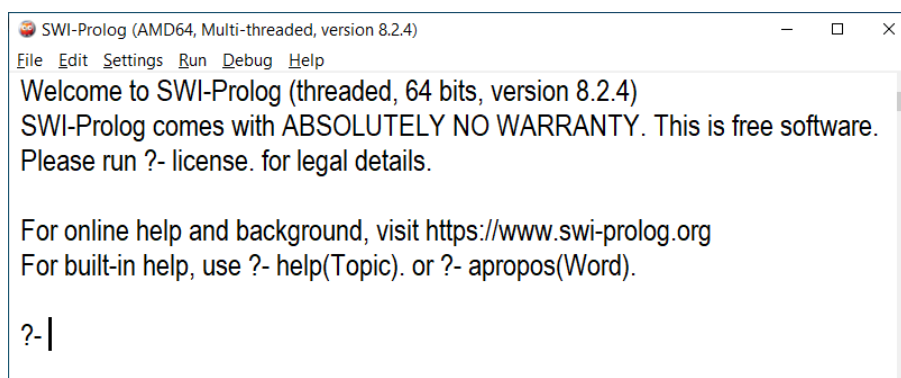 SWI-Prolog (AMD64, Multi-threaded, version 8.2.4)
File Edit Settings Run Debug Help
Welcome to SWI-Prolog (threaded, 64 bits, version 8.2.4)
SWI-Prolog comes with ABSOLUTELY NO WARRANTY. This is free software.
Please run ?- license. for legal details.
For online help and background, visit https://www.swi-prolog.org
For built-in help, use ?- help(Topic). or ?- apropos(Word).
?-